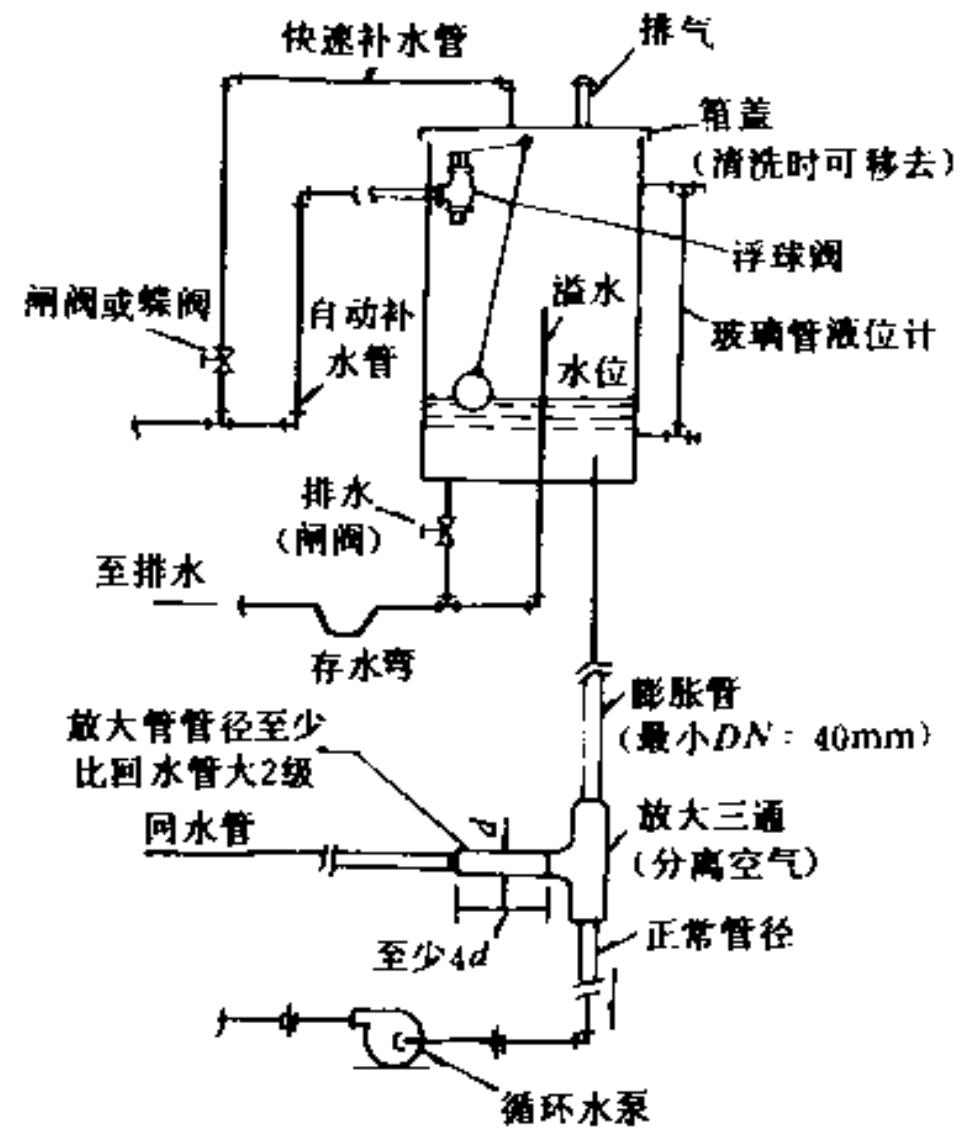 快速补水管
排气
箱盖
（清洗时可移去）
浮球阀
闸阀或蝶阀
自动补
水管
溢水
水位
玻璃管液位计
排水
（闸阀）
至排水
存水弯
膨胀管
（最小DN：40mm）
放大管管径至少
比回水管大2级
回水管
d
放大三通
（分离空气）
至少4d
正常管径
循环水泵